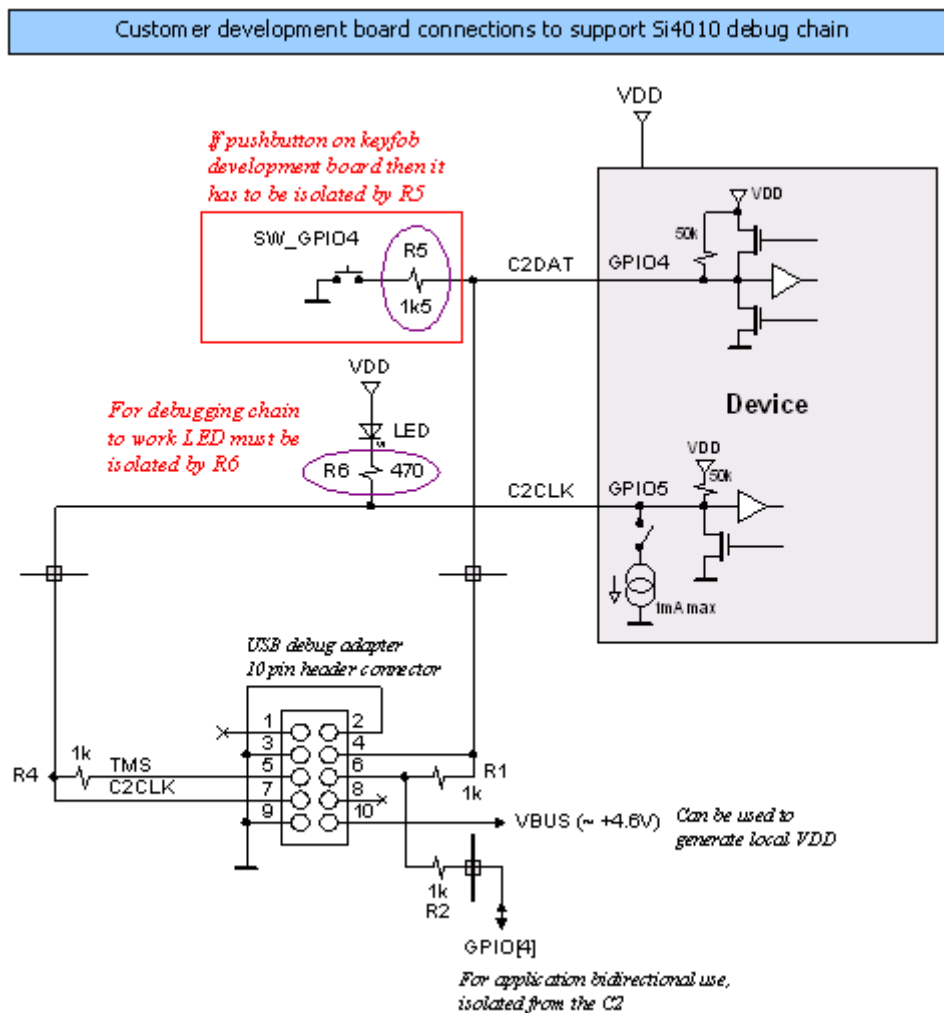 Customer development board connections to support Si4010 debug chain
VDD
If pushbutton on keyfob
development board then it
has to be isolated by R5
SW_GPIO4
R5
1k5
C2DAT
GPIO4
VDD
50k
VDD
For debugging chain
to work LED must be
isolated by R6
LED
R6
470
Device
C2CLK
GPIO5
VDD
50k
1mA max
USB debug adapter
10 pin header connector
1
2
3
4
1k
TMS
5
6
R4
C2CLK
7
8
R1
1k
9
10
VBUS (~ +4.6V)
Can be used to
generate local VDD
1k
R2
GPIO[4]
For application bidirectional use,
isolated from the C2